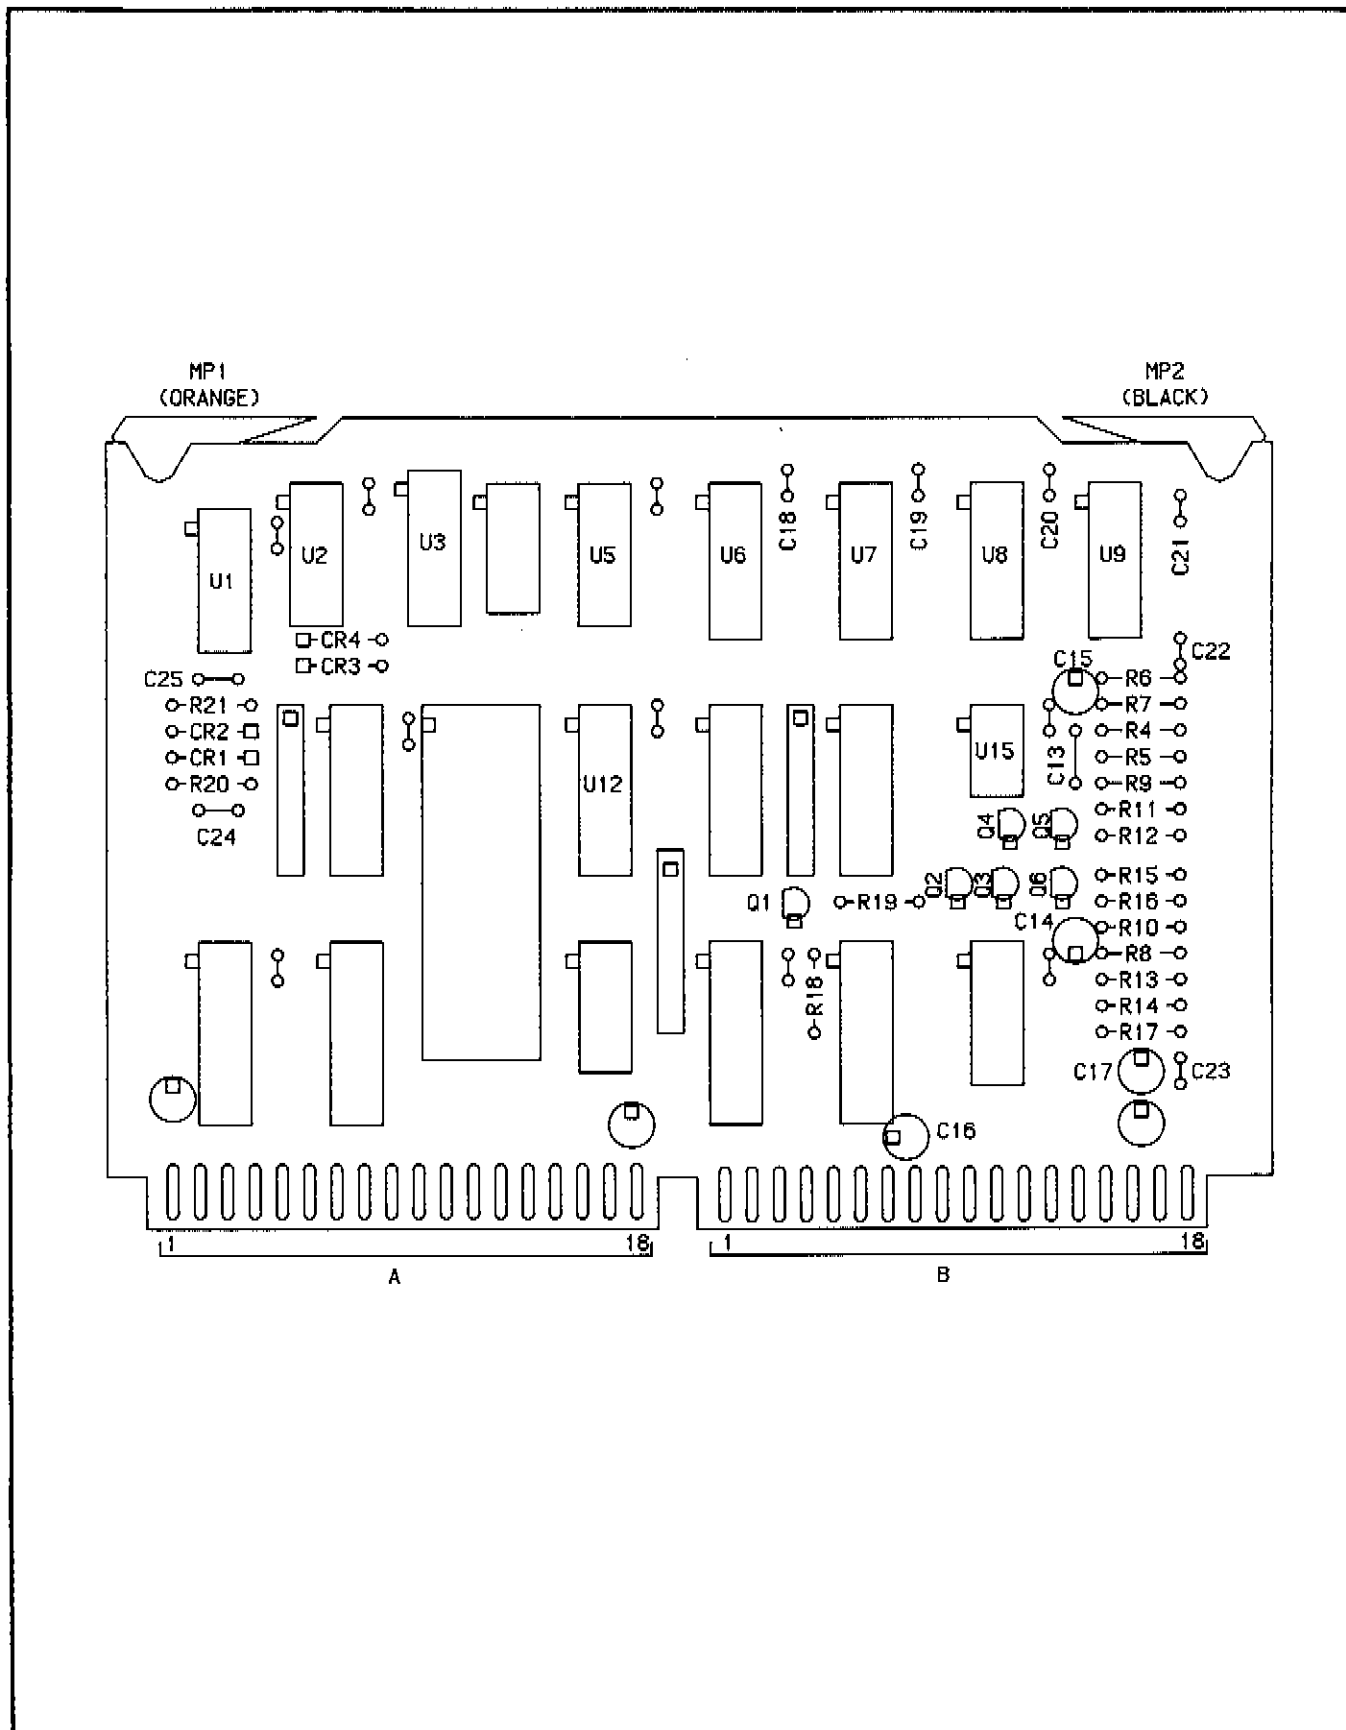 MP1
(ORANGE)
MP2
(BLACK)
C18
C19
C20
C21
U1
U2
U3
U5
U6
U7
U8
U9
CR4
CR3
C22
C15
C25
R6
R21
R7
CR2
R4
CR1
R5
R20
R9
U12
U15
C13
C24
R11
R12
Q4
Q5
R15
Q2
Q3
Q6
Q1
R19
R16
C14
R10
R8
R18
R13
R14
R17
C17
C23
C16
1
18
1
18
A
B